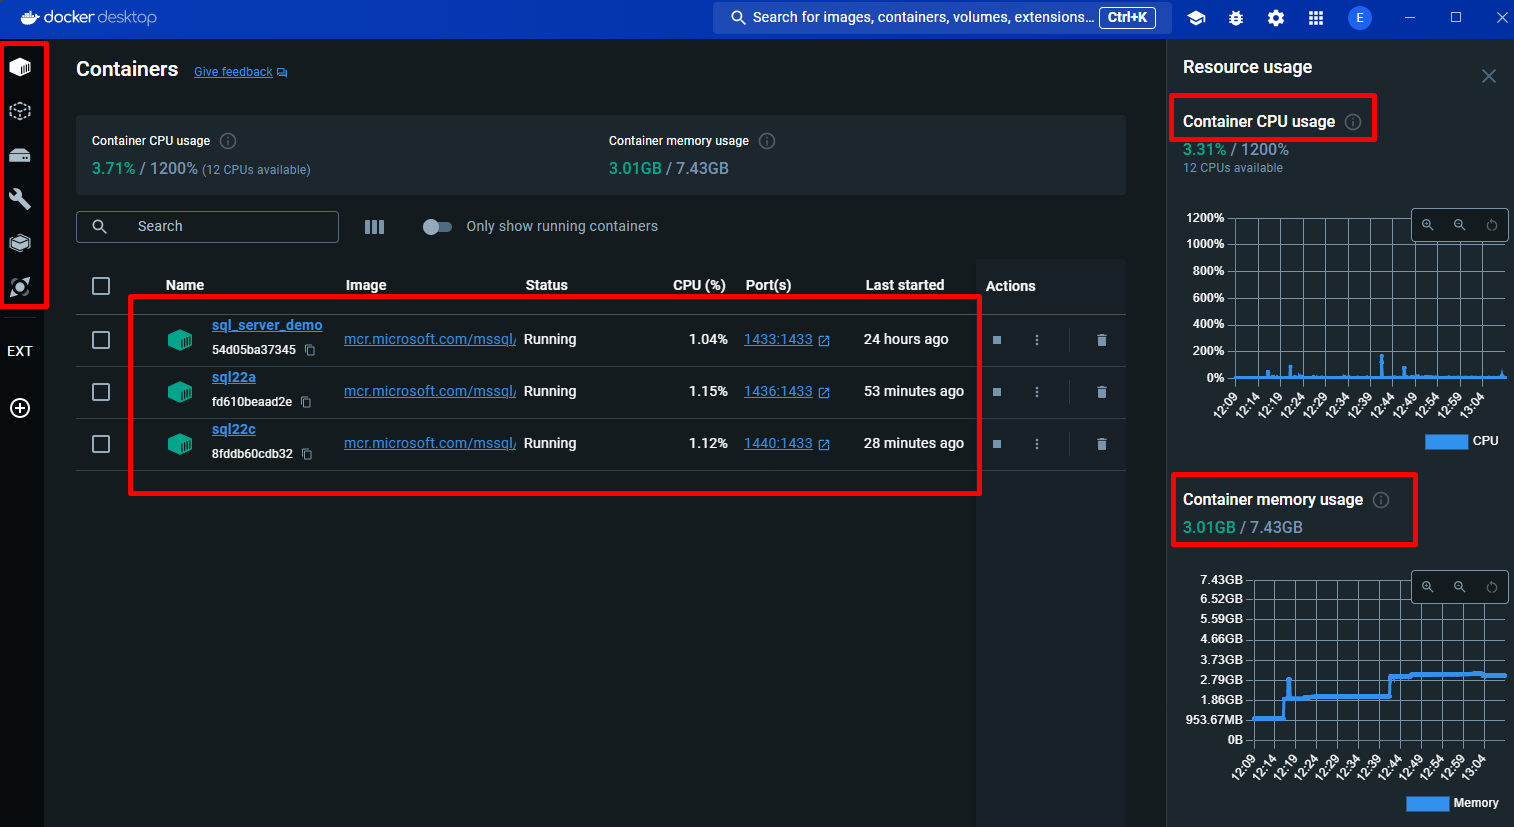 docker desktop
Search for images, containers, volumes, extensions... Ctrl+K
E
Containers Give feedback
Container CPU usage
3.71% / 1200% (12 CPUs available)
Container memory usage
3.01GB / 7.43GB
Search
Only show running containers
Name Image Status CPU (%) Port(s) Last started Actions
sql_server_demo
54d05ba37345
mcr.microsoft.com/mssql/ Running 1.04% 1433:1433 24 hours ago
sql22a
fd610beaad2e
mcr.microsoft.com/mssql/ Running 1.15% 1436:1433 53 minutes ago
sql22c
8fddb60cdb32
mcr.microsoft.com/mssql/ Running 1.12% 1440:1433 28 minutes ago
EXT
Resource usage
Container CPU usage
3.31% / 1200%
12 CPUs available
1200%
1000%
800%
600%
400%
200%
0%
12:09 12:14 12:19 12:24 12:29 12:34 12:39 12:44 12:49 12:54 12:59 13:04
CPU
Container memory usage
3.01GB / 7.43GB
7.43GB
6.52GB
5.59GB
4.66GB
3.73GB
2.79GB
1.86GB
953.67MB
0B
12:09 12:14 12:19 12:24 12:29 12:34 12:39 12:44 12:49 12:54 12:59 13:04
Memory